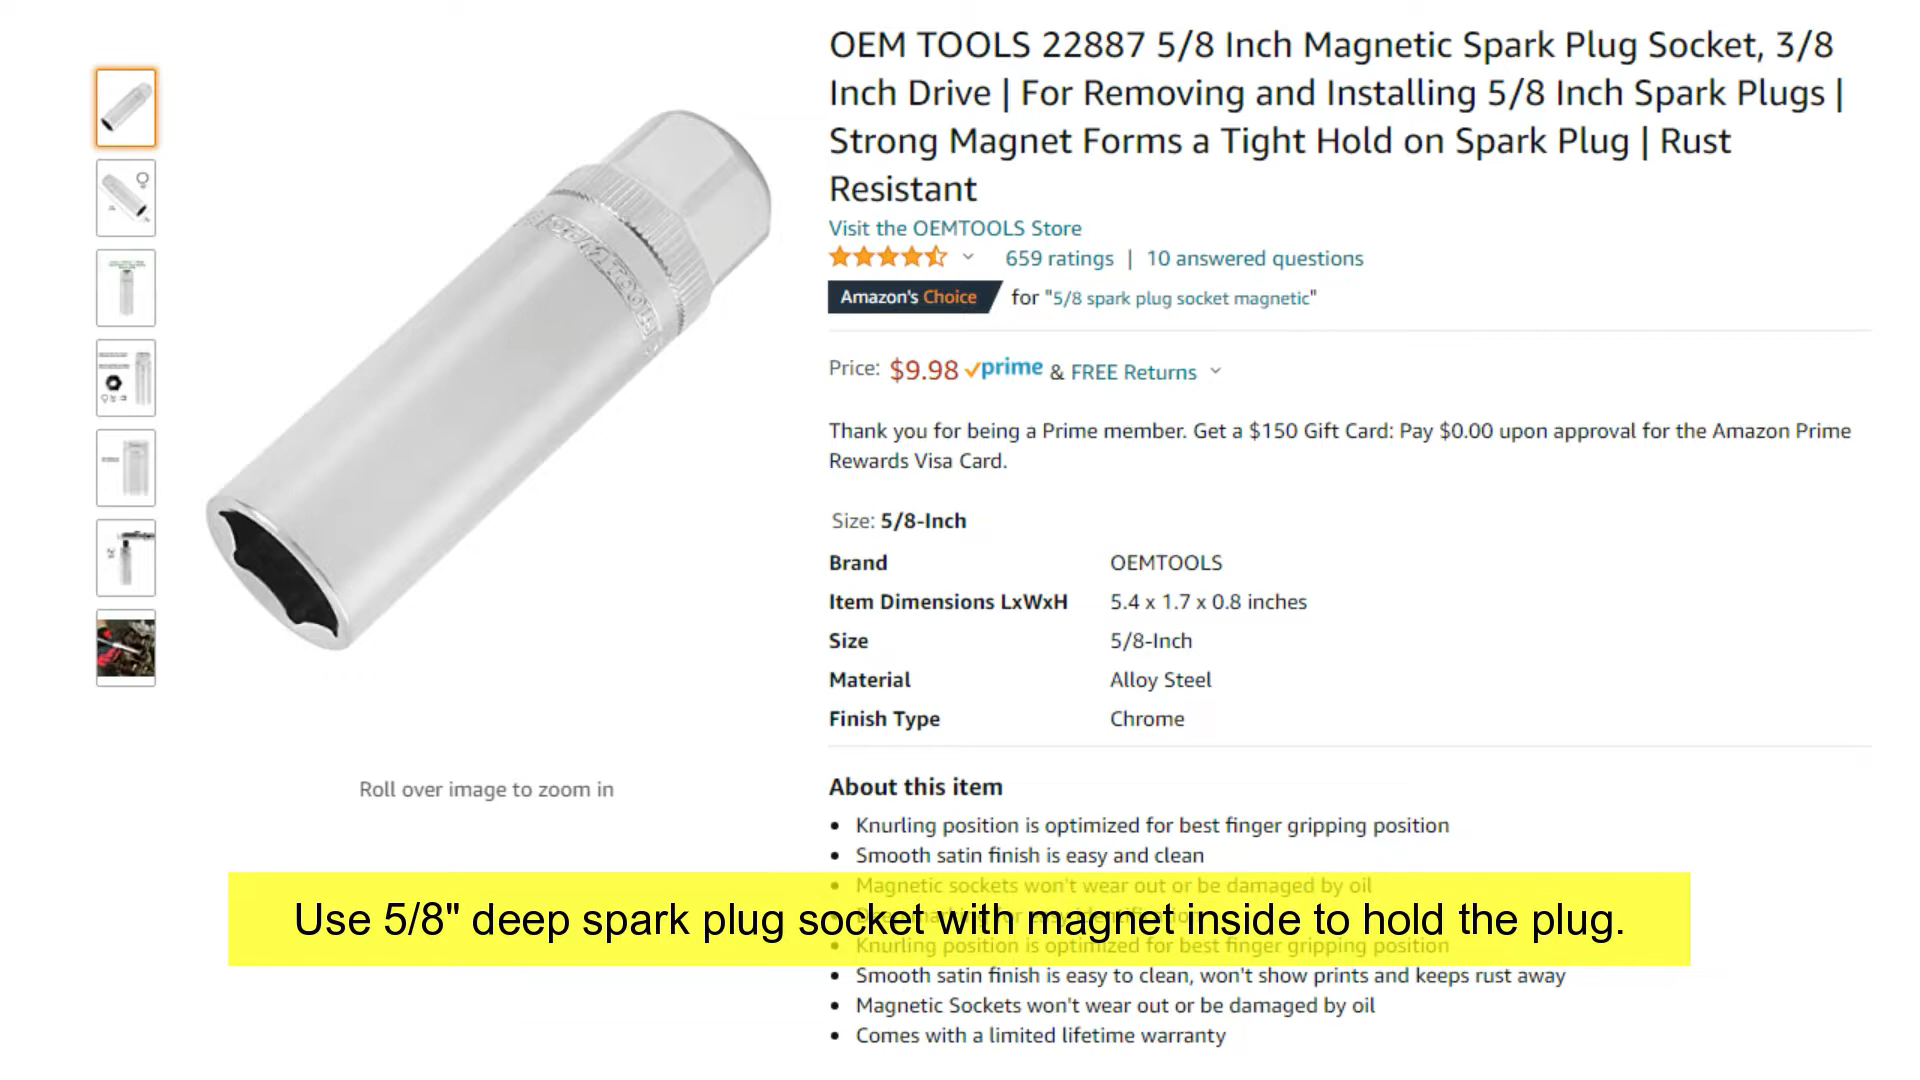 OEM TOOLS 22887 5/8 Inch Magnetic Spark Plug Socket, 3/8
Inch Drive | For Removing and Installing 5/8 Inch Spark Plugs |
Strong Magnet Forms a Tight Hold on Spark Plug | Rust
Resistant
Visit the OEMTOOLS Store
659 ratings | 10 answered questions
Amazon's Choice for "5/8 spark plug socket magnetic"
Price: $9.98 prime & FREE Returns
Thank you for being a Prime member. Get a $150 Gift Card: Pay $0.00 upon approval for the Amazon Prime
Rewards Visa Card.
Size: 5/8-Inch
Brand OEMTOOLS
Item Dimensions LxWxH 5.4 x 1.7 x 0.8 inches
Size 5/8-Inch
Material Alloy Steel
Finish Type Chrome
Roll over image to zoom in
About this item
• Knurling position is optimized for best finger gripping position
• Smooth satin finish is easy and clean
• Magnetic sockets won't wear out or be damaged by oil
Use 5/8" deep spark plug socket with magnet inside to hold the plug.
• Knurling position is optimized for best finger gripping position
• Smooth satin finish is easy to clean, won't show prints and keeps rust away
• Magnetic Sockets won't wear out or be damaged by oil
• Comes with a limited lifetime warranty